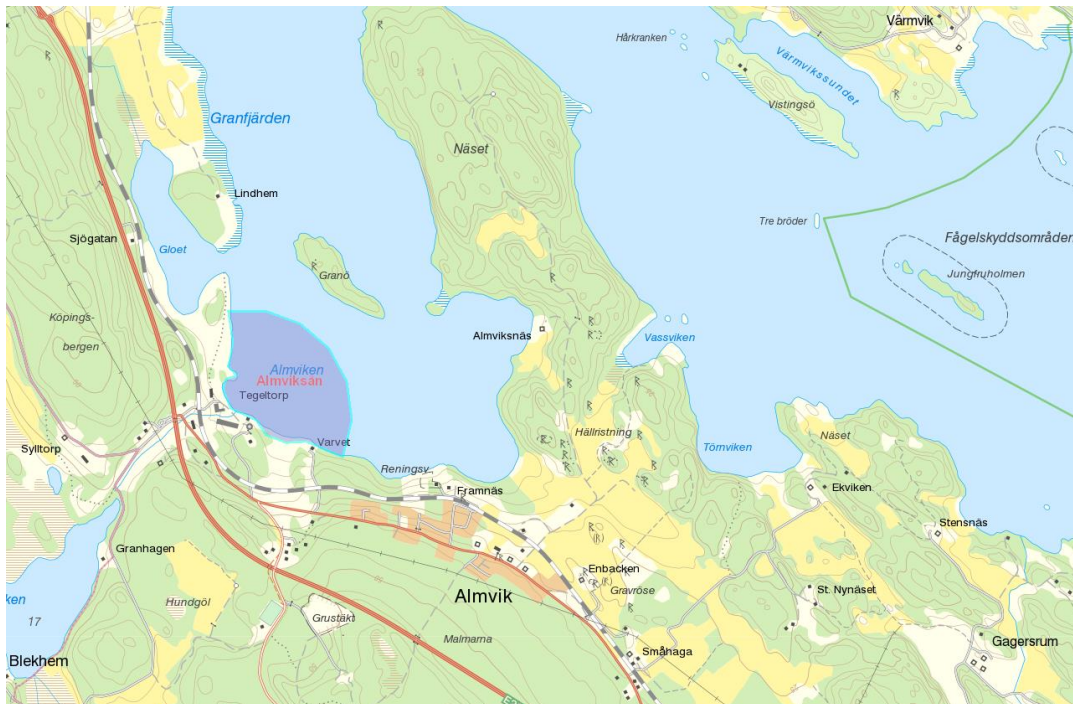 Vårmvik
Hårkranken
Vårmvikssundet
Vistingsö
Granfjärden
Näset
Lindhem
Tre bröder
Sjögatan
Fågelskyddsområden
Gloet
Granö
Jungfruholmen
Köpings-
bergen
Almviksnäs
Vassviken
Almviken
Almviksån
Tegeltorp
Hällristning
Näset
Varvet
Sylltorp
Törnviken
Reningsv.
Framnäs
Ekviken
Stensnäs
Granhagen
Enbacken
Gravröse
St. Nynäset
Almvik
Hundgöl
Grustäkt
17
Malmarna
Småhaga
Gagersrum
Blekhem